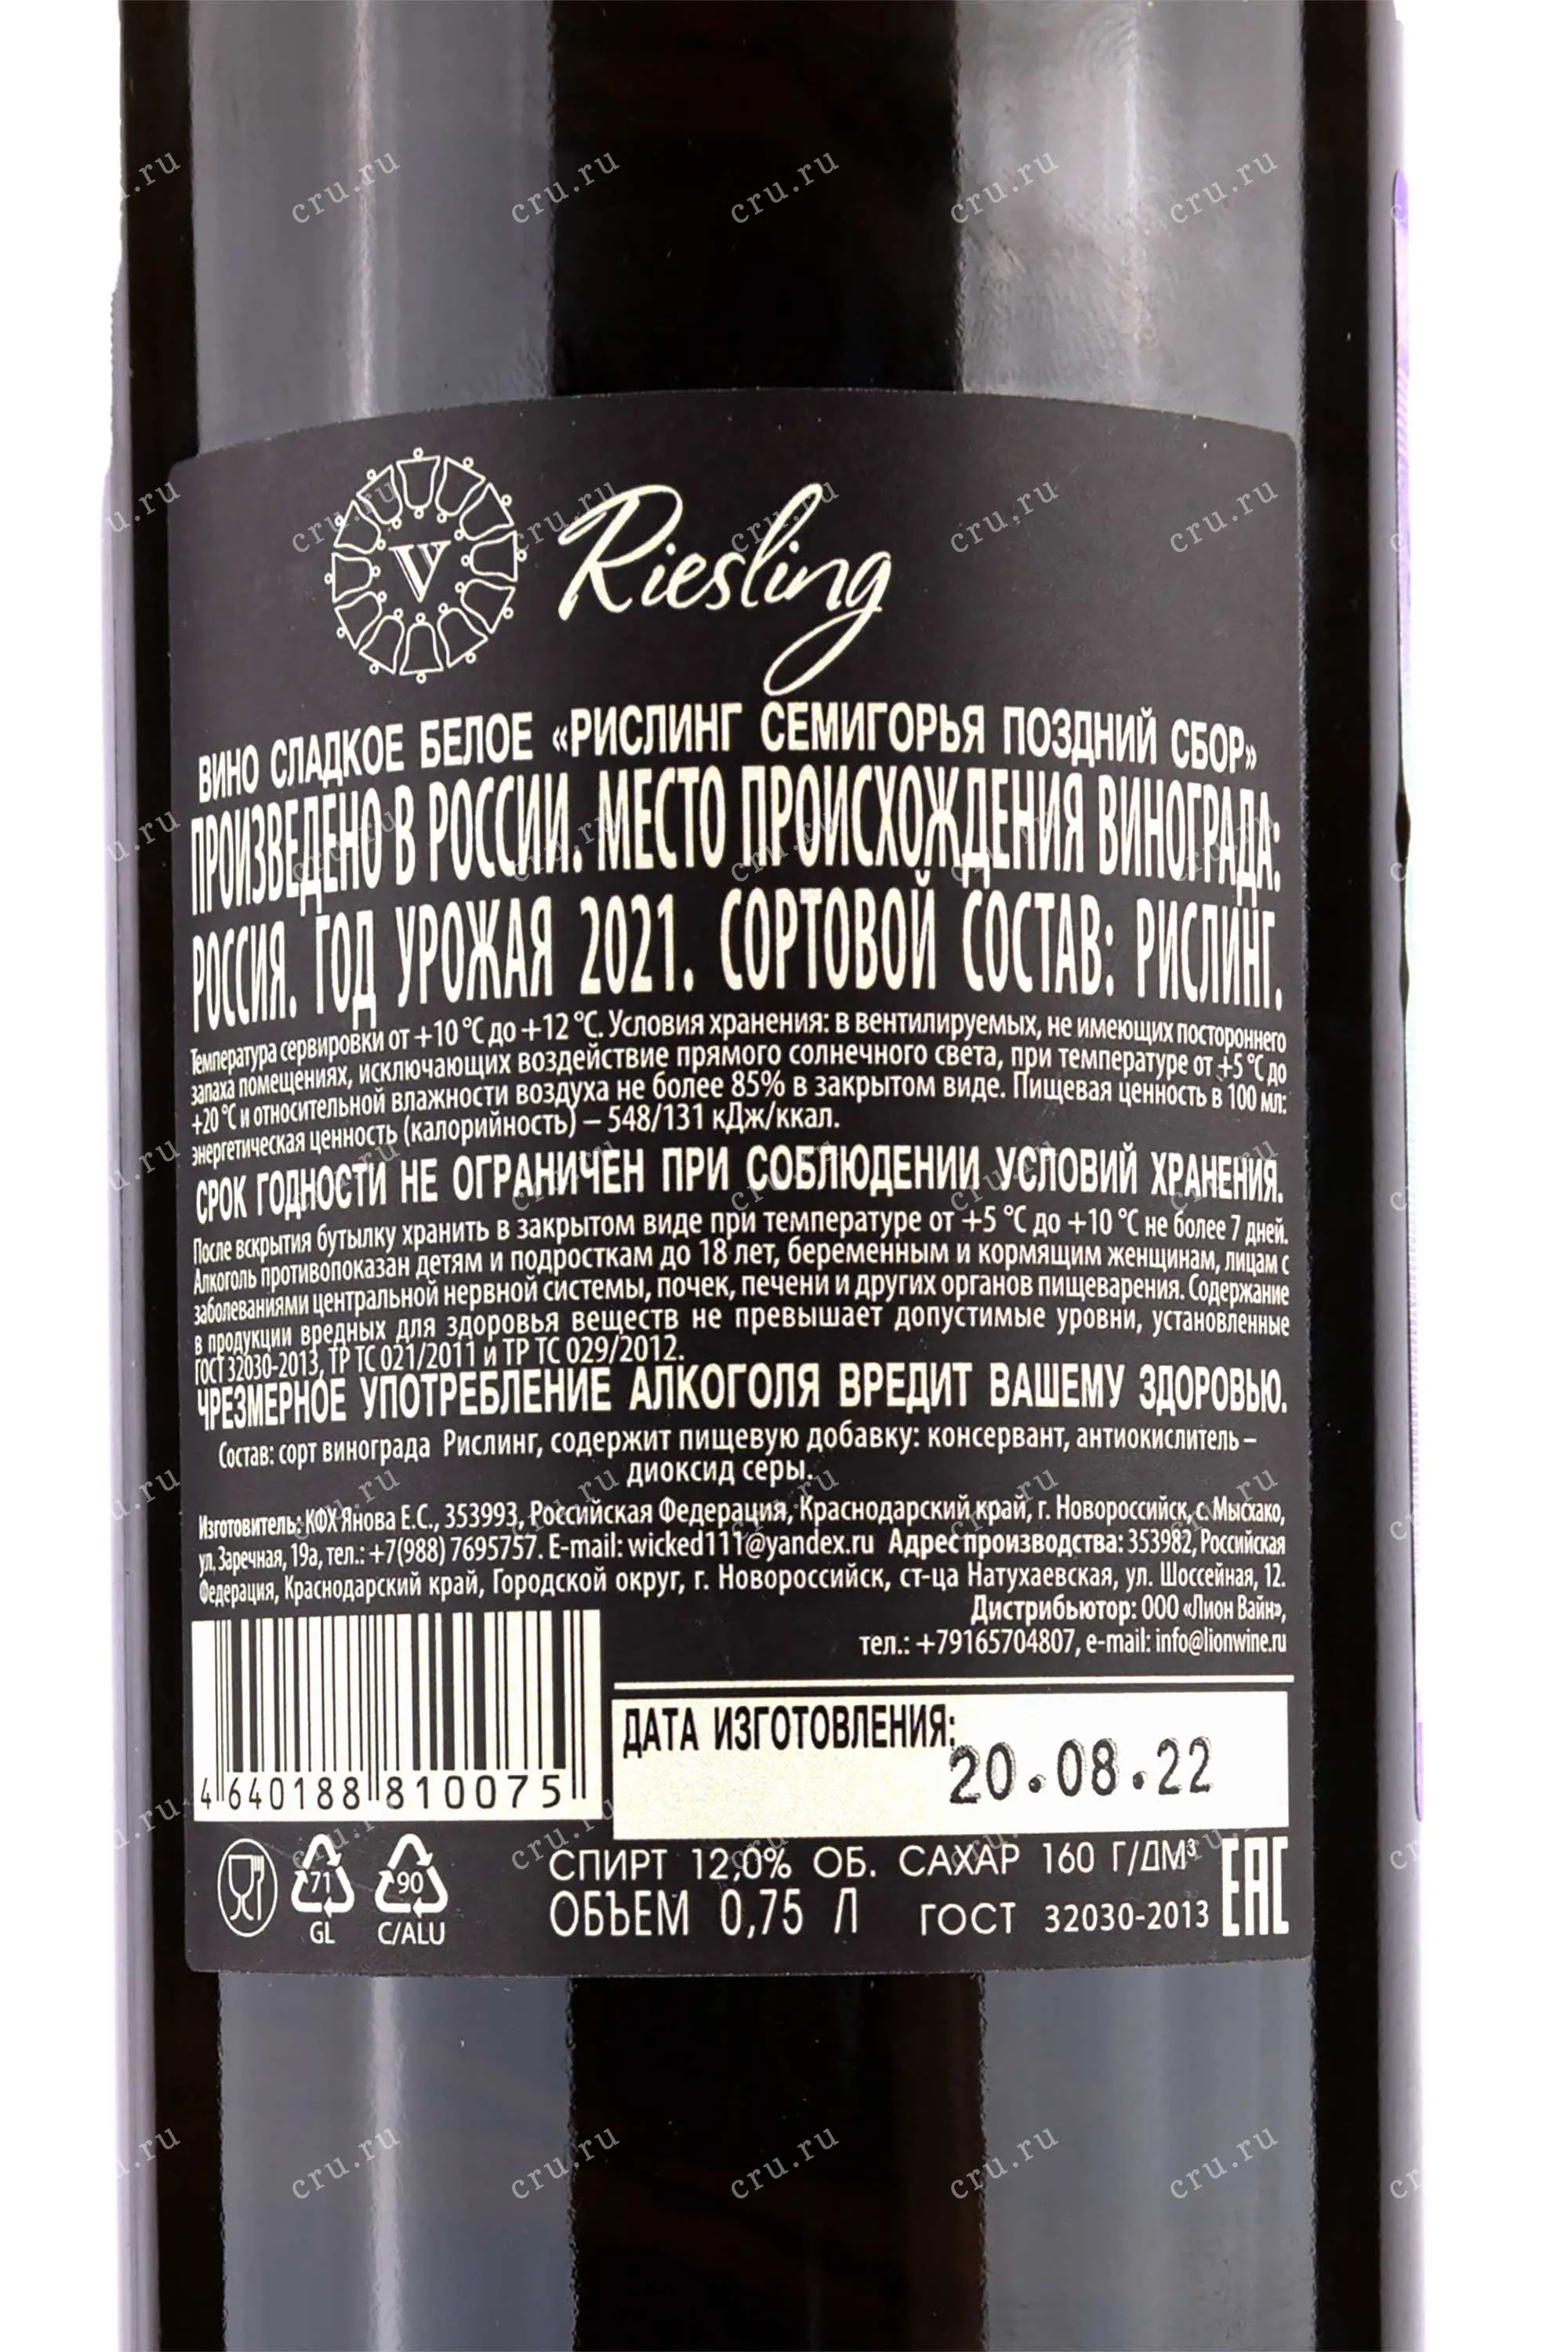 V
Riesling
ВИНО СЛАДКОЕ БЕЛОЕ «РИСЛИНГ СЕМИГОРЬЯ ПОЗДНИЙ СБОР»
ПРОИЗВЕДЕНО В РОССИИ. МЕСТО ПРОИСХОЖДЕНИЯ ВИНОГРАДА:
РОССИЯ. ГОД УРОЖАЯ 2021. СОРТОВОЙ СОСТАВ: РИСЛИНГ.
Температура сервировки от +10 °С до +12 °С. Условия хранения: в вентилируемых, не имеющих постороннего
запаха помещениях, исключающих воздействие прямого солнечного света, при температуре от +5 °С до
+20 °С и относительной влажности воздуха не более 85% в закрытом виде. Пищевая ценность в 100 мл:
энергетическая ценность (калорийность) – 548/131 кДж/ккал.
СРОК ГОДНОСТИ НЕ ОГРАНИЧЕН ПРИ СОБЛЮДЕНИИ УСЛОВИЙ ХРАНЕНИЯ.
После вскрытия бутылку хранить в закрытом виде при температуре от +5 °С до +10 °С не более 7 дней.
Алкоголь противопоказан детям и подросткам до 18 лет, беременным и кормящим женщинам, лицам с
заболеваниями центральной нервной системы, почек, печени и других органов пищеварения. Содержание
в продукции вредных для здоровья веществ не превышает допустимые уровни, установленные
ГОСТ 32030-2013, ТР ТС 021/2011 и ТР ТС 029/2012.
ЧРЕЗМЕРНОЕ УПОТРЕБЛЕНИЕ АЛКОГОЛЯ ВРЕДИТ ВАШЕМУ ЗДОРОВЬЮ.
Состав: сорт винограда Рислинг, содержит пищевую добавку: консервант, антиокислитель –
диоксид серы.
Изготовитель: КФХ Янова Е.С., 353993, Российская Федерация, Краснодарский край, г. Новороссийск, с. Мысхако,
ул. Заречная, 19а, тел.: +7(988) 7695757. E-mail: wicked111@yandex.ru Адрес производства: 353982, Российская
Федерация, Краснодарский край, Городской округ, г. Новороссийск, ст-ца Натухаевская, ул. Шоссейная, 12.
Дистрибьютор: ООО «Лион Вайн»,
тел.: +79165704807, e-mail: info@lionwine.ru
ДАТА ИЗГОТОВЛЕНИЯ:
20.08.22
4 640188 810075
71
GL
90
C/ALU
СПИРТ 12,0% ОБ. САХАР 160 Г/ДМ³
ОБЪЕМ 0,75 Л ГОСТ 32030-2013
EAC
cru.ru